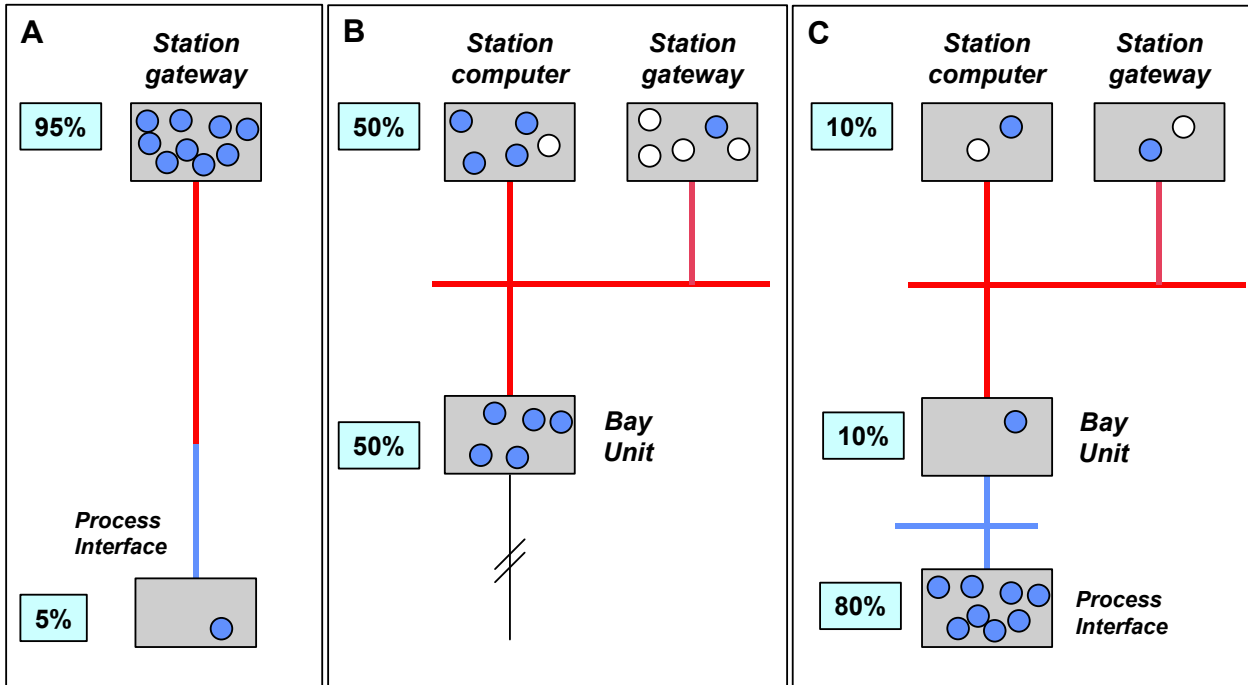 A
Station
gateway
95%
Process
Interface
5%
B
Station
computer
Station
gateway
50%
50%
Bay
Unit
C
Station
computer
Station
gateway
10%
10%
Bay
Unit
80%
Process
Interface